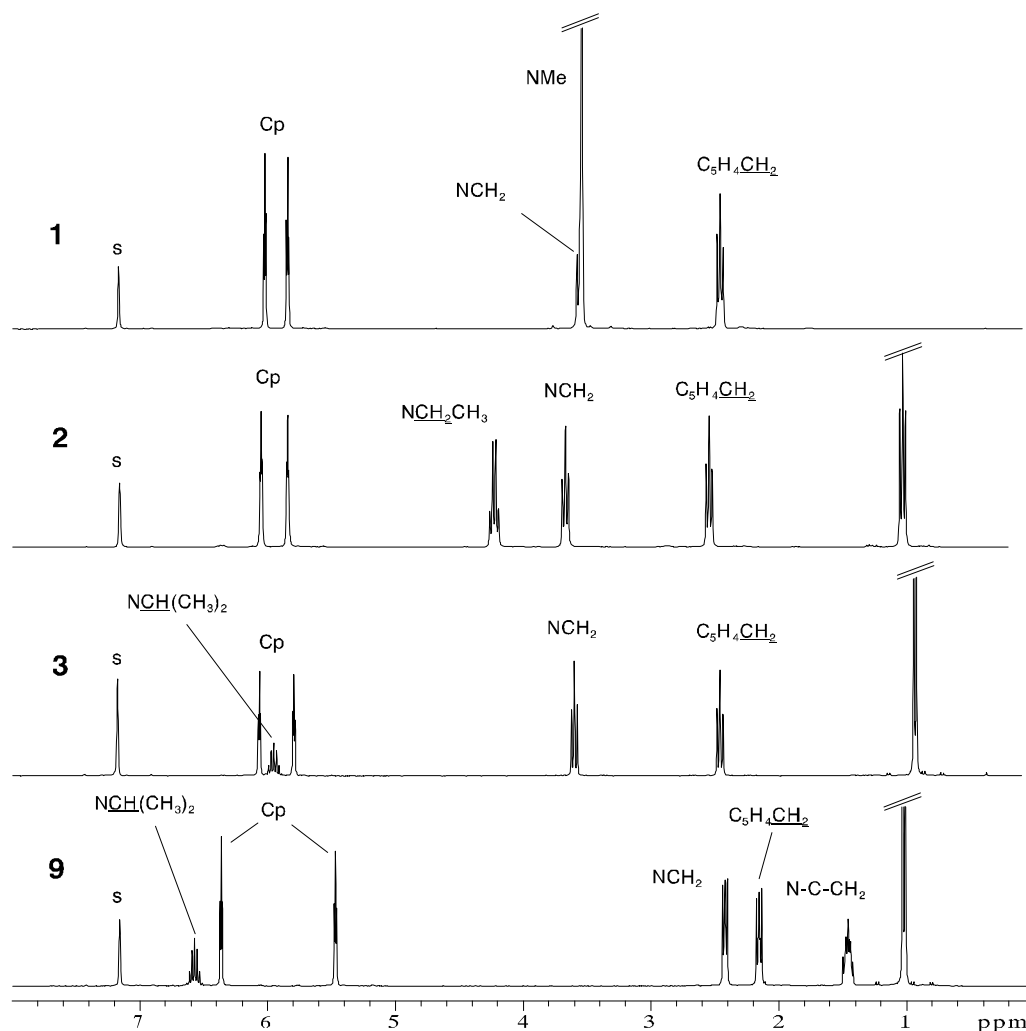 NMe
Cp
C₅H₄CH₂
NCH₂
1
s
Cp
NCH₂
C₅H₄CH₂
NCH₂CH₃
2
s
NCH(CH₃)₂
Cp
NCH₂
C₅H₄CH₂
3
s
NCH(CH₃)₂
Cp
C₅H₄CH₂
9
s
NCH₂
N-C-CH₂
7 6 5 4 3 2 1 ppm